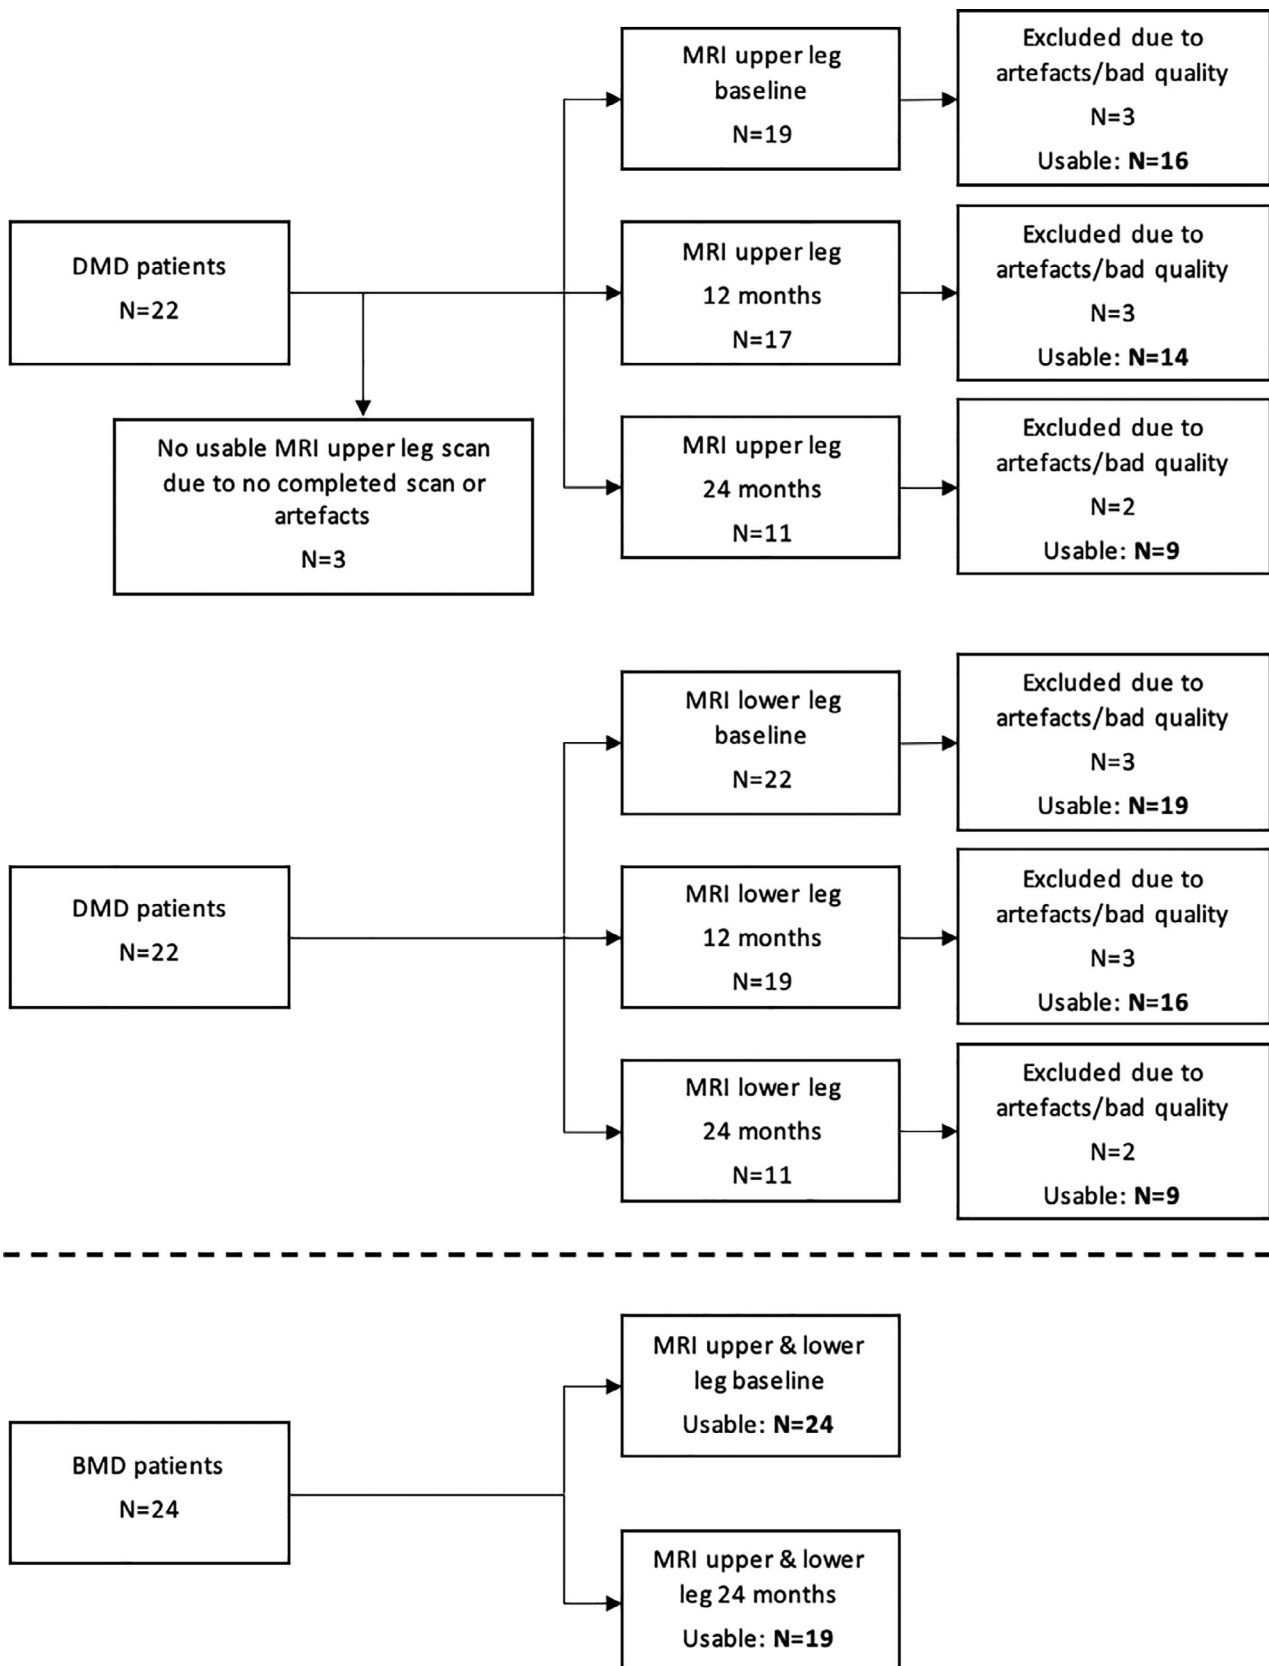 DMD patients
N=22
No usable MRI upper leg scan
due to no completed scan or
artefacts
N=3
MRI upper leg
baseline
N=19
Excluded due to
artefacts/bad quality
N=3
Usable: N=16
MRI upper leg
12 months
N=17
Excluded due to
artefacts/bad quality
N=3
Usable: N=14
MRI upper leg
24 months
N=11
Excluded due to
artefacts/bad quality
N=2
Usable: N=9
DMD patients
N=22
MRI lower leg
baseline
N=22
Excluded due to
artefacts/bad quality
N=3
Usable: N=19
MRI lower leg
12 months
N=19
Excluded due to
artefacts/bad quality
N=3
Usable: N=16
MRI lower leg
24 months
N=11
Excluded due to
artefacts/bad quality
N=2
Usable: N=9
BMD patients
N=24
MRI upper & lower
leg baseline
Usable: N=24
MRI upper & lower
leg 24 months
Usable: N=19